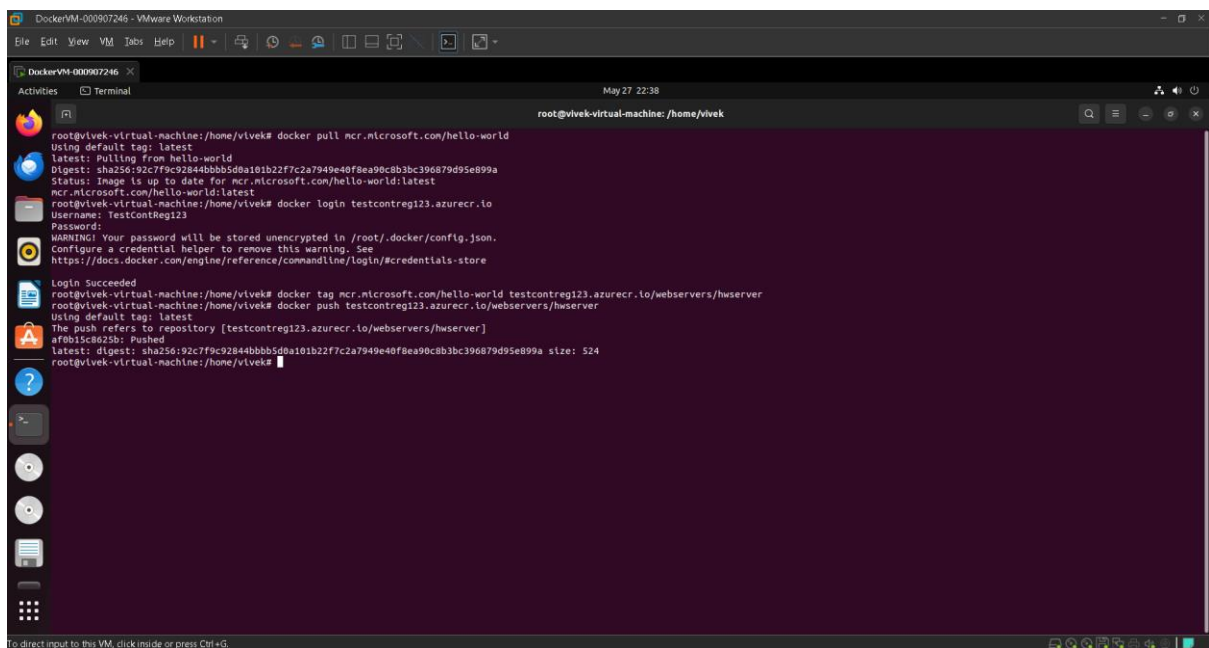 DockerVM-000907246 - VMware Workstation
File Edit View VM Tabs Help
DockerVM-000907246
Activities Terminal May 27 22:38
root@vivek-virtual-machine: /home/vivek
root@vivek-virtual-machine:/home/vivek# docker pull mcr.microsoft.com/hello-world
Using default tag: latest
latest: Pulling from hello-world
Digest: sha256:92c7f9c92844bbbb5d0a101b22f7c2a7949e40f8ea90c8b3bc396879d95e899a
Status: Image is up to date for mcr.microsoft.com/hello-world:latest
mcr.microsoft.com/hello-world:latest
root@vivek-virtual-machine:/home/vivek# docker login testcontreg123.azurecr.io
Username: TestContReg123
Password:
WARNING! Your password will be stored unencrypted in /root/.docker/config.json.
Configure a credential helper to remove this warning. See
https://docs.docker.com/engine/reference/commandline/login/#credentials-store
Login Succeeded
root@vivek-virtual-machine:/home/vivek# docker tag mcr.microsoft.com/hello-world testcontreg123.azurecr.io/webservers/hwserver
root@vivek-virtual-machine:/home/vivek# docker push testcontreg123.azurecr.io/webservers/hwserver
Using default tag: latest
The push refers to repository [testcontreg123.azurecr.io/webservers/hwserver]
af0b15c8625b: Pushed
latest: digest: sha256:92c7f9c92844bbbb5d0a101b22f7c2a7949e40f8ea90c8b3bc396879d95e899a size: 524
root@vivek-virtual-machine:/home/vivek#
To direct input to this VM, click inside or press Ctrl+G.